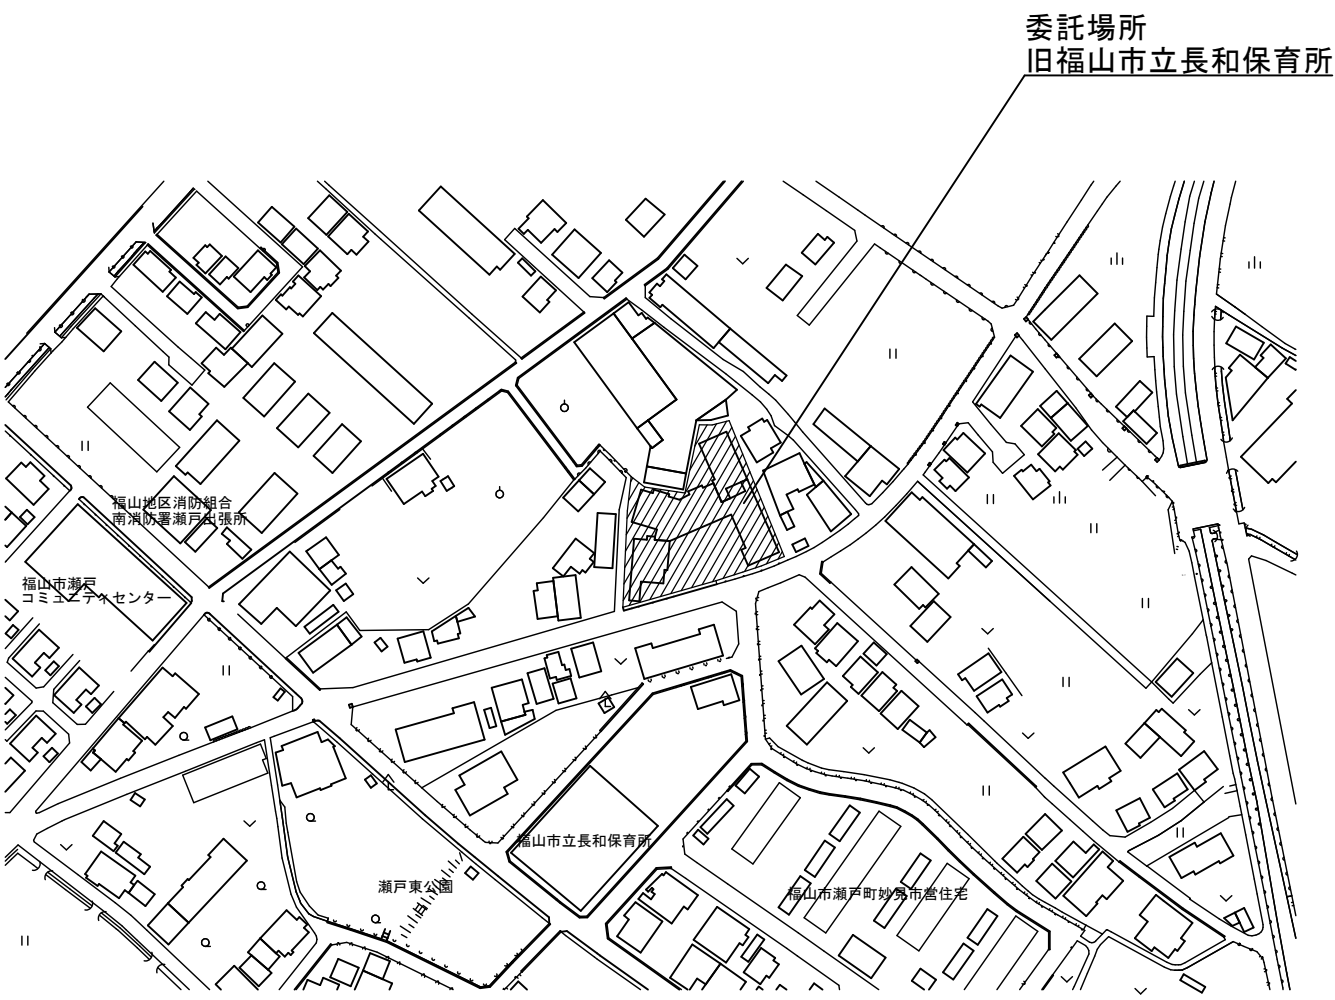 委託場所
旧福山市立長和保育所
福山地区消防組合
南消防署瀬戸出張所
福山市瀬戸
コミュニティセンター
福山市立長和保育所
瀬戸東公園
福山市瀬戸町妙見市営住宅